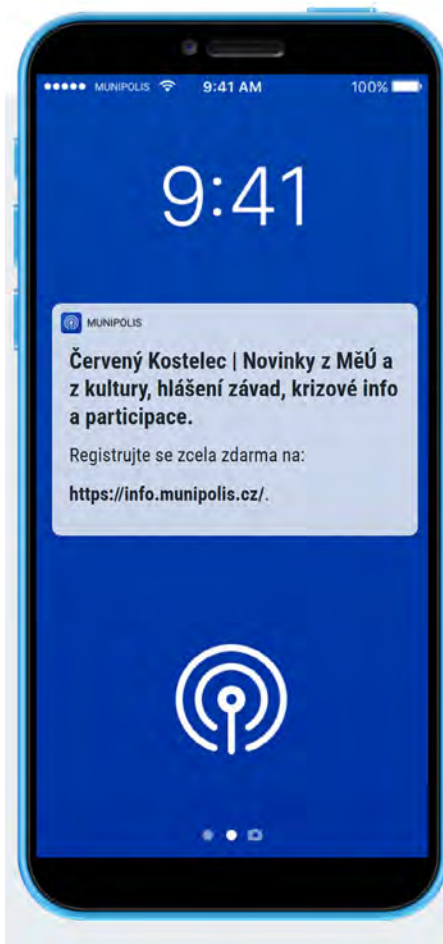 MUNIPOLIS 9:41 AM 100%
9:41
MUNIPOLIS
Červený Kostelec | Novinky z MěÚ a
z kultury, hlášení závad, krizové info
a participace.
Registrujte se zcela zdarma na:
https://info.munipolis.cz/.